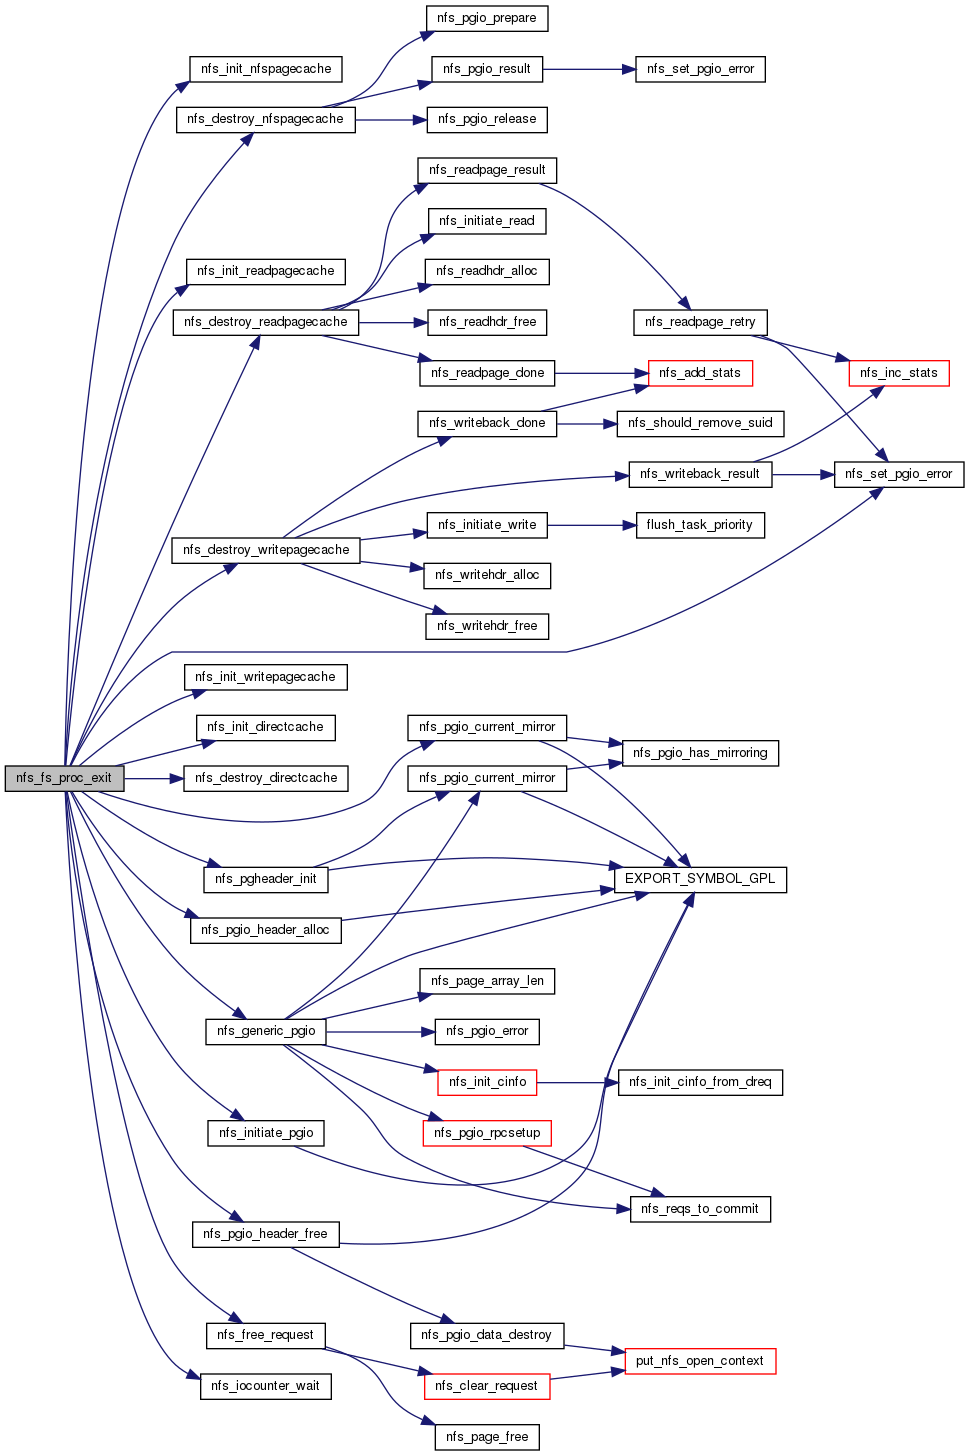 nfs_pgio_prepare
nfs_init_nfspagecache
nfs_pgio_result
nfs_set_pgio_error
nfs_destroy_nfspagecache
nfs_pgio_release
nfs_readpage_result
nfs_initiate_read
nfs_init_readpagecache
nfs_readhdr_alloc
nfs_destroy_readpagecache
nfs_readhdr_free
nfs_readpage_retry
nfs_readpage_done
nfs_add_stats
nfs_inc_stats
nfs_writeback_done
nfs_should_remove_suid
nfs_writeback_result
nfs_set_pgio_error
nfs_initiate_write
flush_task_priority
nfs_destroy_writepagecache
nfs_writehdr_alloc
nfs_writehdr_free
nfs_init_writepagecache
nfs_init_directcache
nfs_pgio_current_mirror
nfs_pgio_has_mirroring
nfs_fs_proc_exit
nfs_destroy_directcache
nfs_pgio_current_mirror
nfs_pgheader_init
EXPORT_SYMBOL_GPL
nfs_pgio_header_alloc
nfs_page_array_len
nfs_generic_pgio
nfs_pgio_error
nfs_init_cinfo
nfs_init_cinfo_from_dreq
nfs_initiate_pgio
nfs_pgio_rpcsetup
nfs_reqs_to_commit
nfs_pgio_header_free
nfs_free_request
nfs_pgio_data_destroy
put_nfs_open_context
nfs_iocounter_wait
nfs_clear_request
nfs_page_free